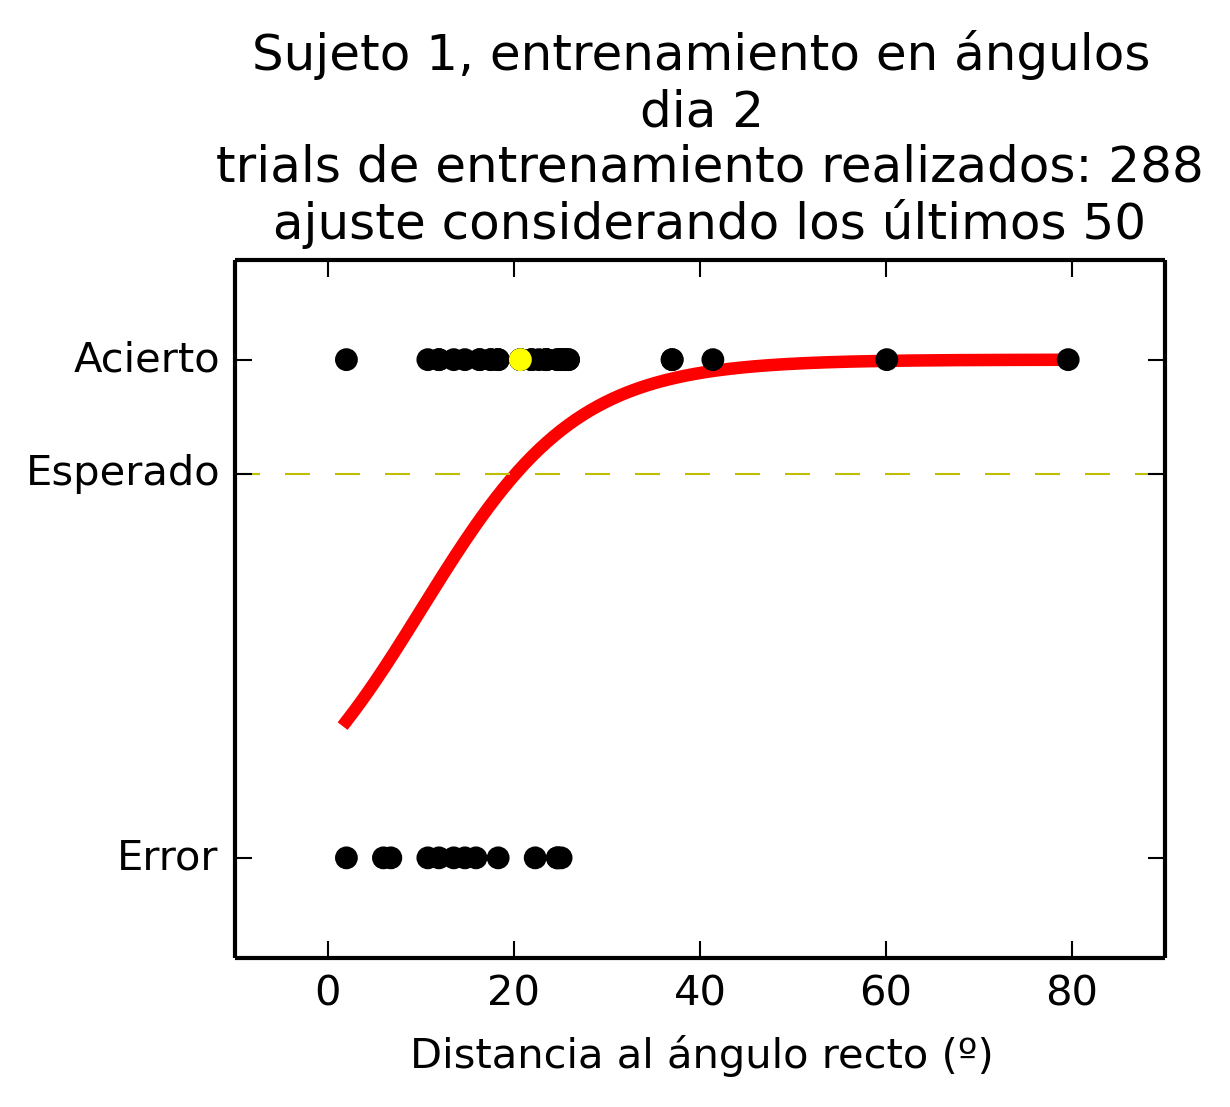 Sujeto 1, entrenamiento en ángulos
dia 2
trials de entrenamiento realizados: 288
ajuste considerando los últimos 50
Acierto
Esperado
Error
0 20 40 60 80
Distancia al ángulo recto (º)